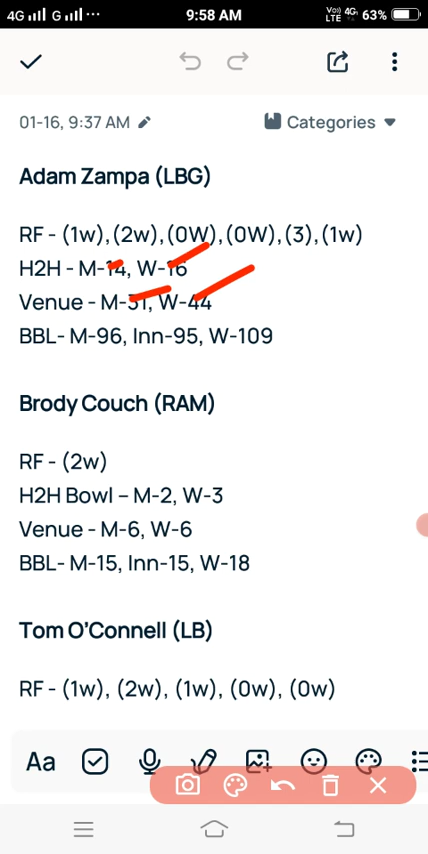 4G G ... 9:58 AM Vo) LTE 4G 63%
01-16, 9:37 AM Categories
Adam Zampa (LBG)
RF - (1w),(2w),(0W),(0W),(3),(1w)
H2H - M-14, W-16
Venue - M-31, W-44
BBL- M-96, Inn-95, W-109
Brody Couch (RAM)
RF - (2w)
H2H Bowl – M-2, W-3
Venue - M-6, W-6
BBL- M-15, Inn-15, W-18
Tom O'Connell (LB)
RF - (1w), (2w), (1w), (0w), (0w)
Aa